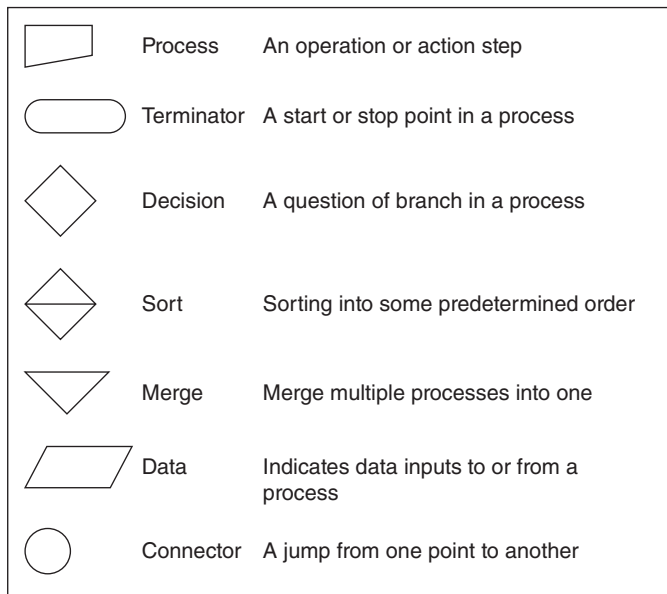 Process An operation or action step
Terminator A start or stop point in a process
Decision A question of branch in a process
Sort Sorting into some predetermined order
Merge Merge multiple processes into one
Data Indicates data inputs to or from a
process
Connector A jump from one point to another